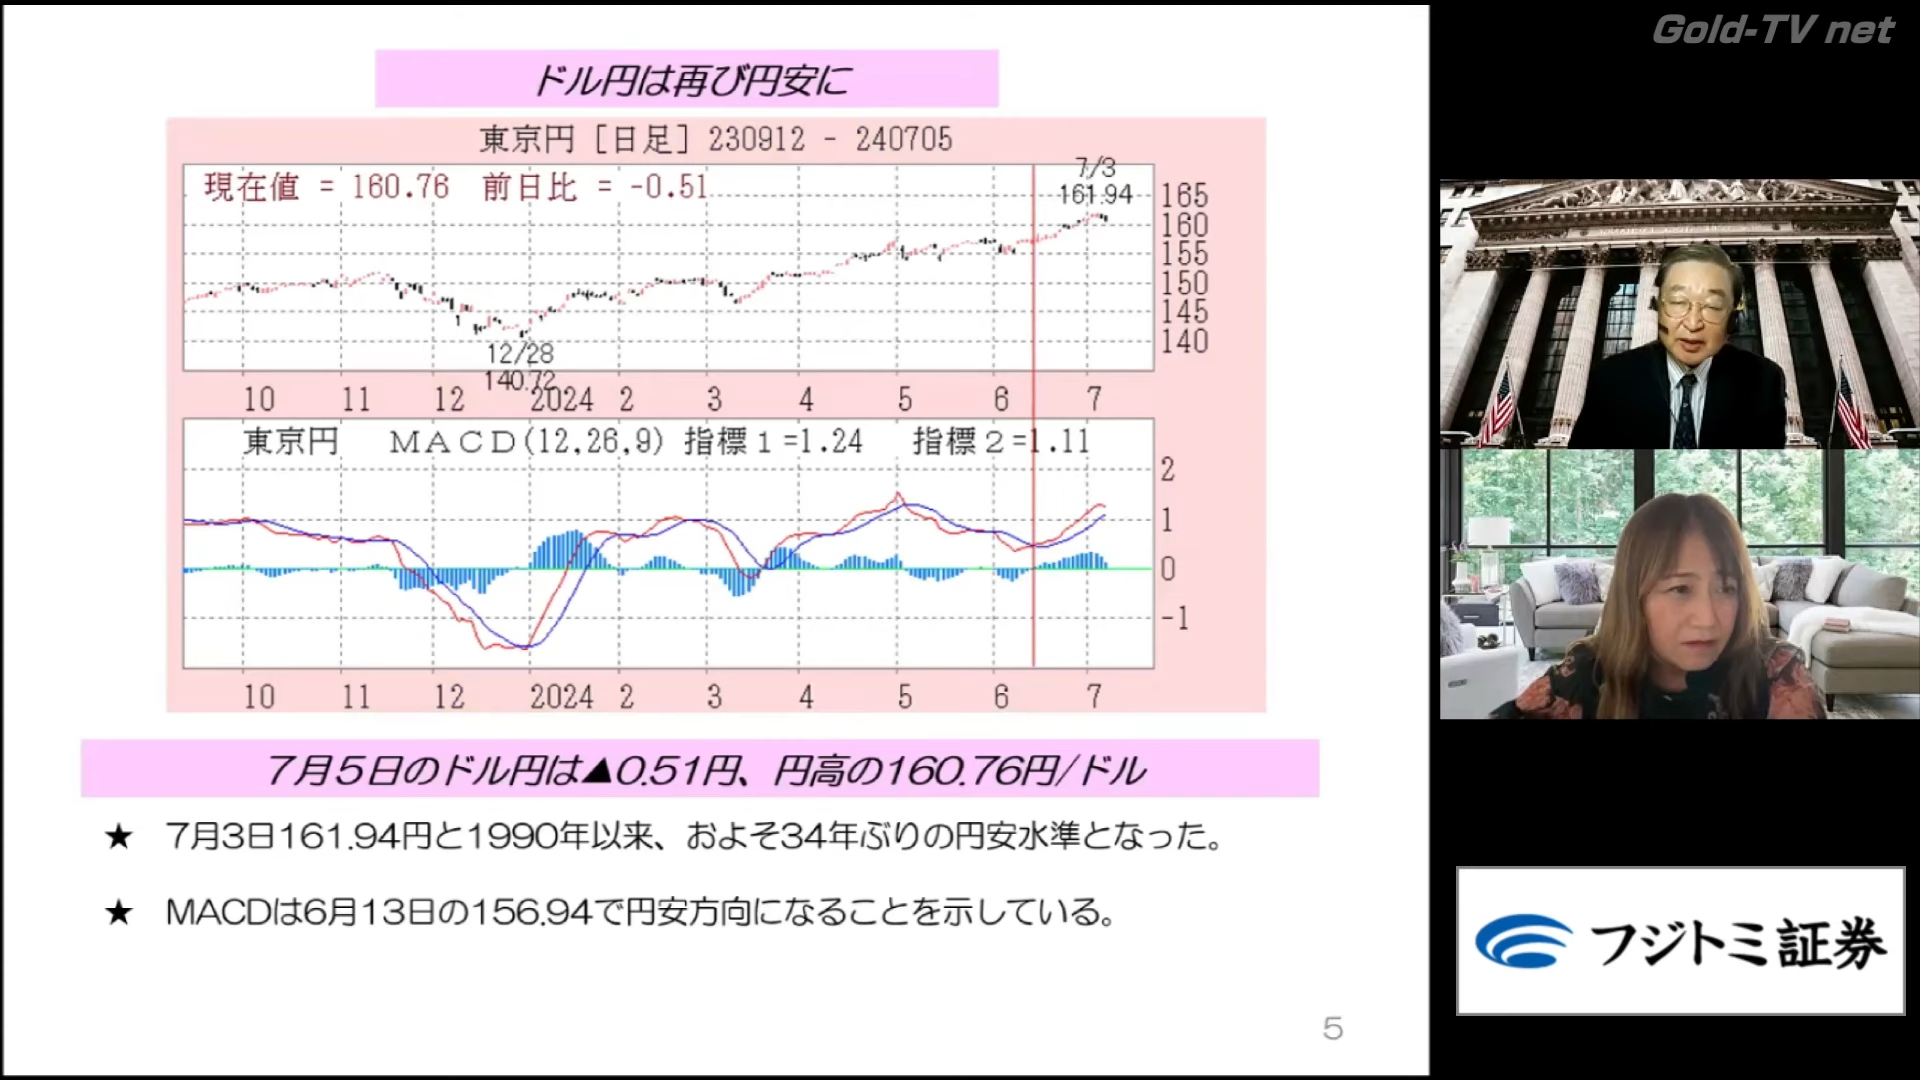 Gold-TV net
ドル円は再び円安に
東京円［日足］230912 - 240705
現在値 = 160.76 前日比 = -0.51
7/3
161.94
165
160
155
150
145
140
12/28
140.72
10 11 12 2024 2 3 4 5 6 7
東京円 ＭＡＣＤ(12,26,9) 指標１=1.24 指標２=1.11
2
1
0
-1
10 11 12 2024 2 3 4 5 6 7
７月５日のドル円は▲0.51円、円高の160.76円/ドル
★ 7月3日161.94円と1990年以来、およそ34年ぶりの円安水準となった。
★ MACDは6月13日の156.94で円安方向になることを示している。
5
フジトミ証券